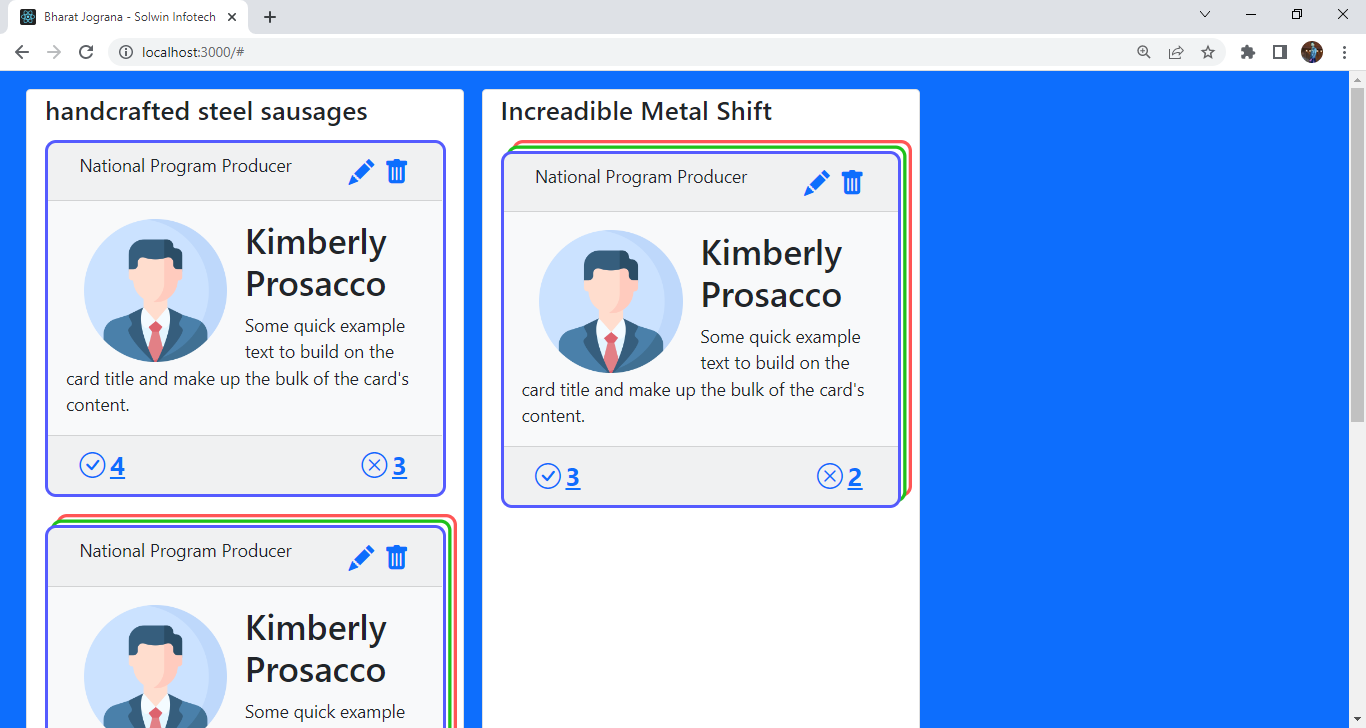 Bharat Jograna - Solwin Infotech
localhost:3000/#
handcrafted steel sausages
National Program Producer
Kimberly
Prosacco
Some quick example
text to build on the
card title and make up the bulk of the card's
content.
4
3
National Program Producer
Kimberly
Prosacco
Some quick example
Increadible Metal Shift
National Program Producer
Kimberly
Prosacco
Some quick example
text to build on the
card title and make up the bulk of the card's
content.
3
2